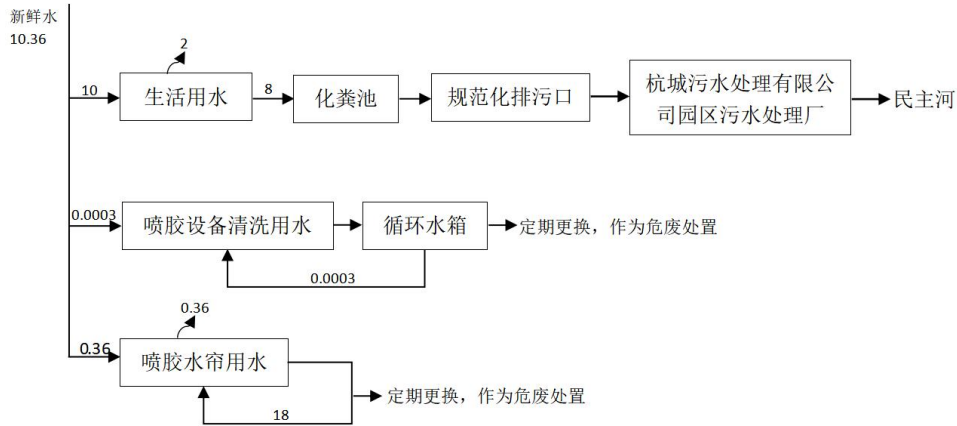 新鲜水
10.36
2
10
生活用水
8
化粪池
规范化排污口
杭城污水处理有限公
司园区污水处理厂
民主河
0.0003
喷胶设备清洗用水
循环水箱
定期更换，作为危废处置
0.0003
0.36
0.36
喷胶水帘用水
定期更换，作为危废处置
18